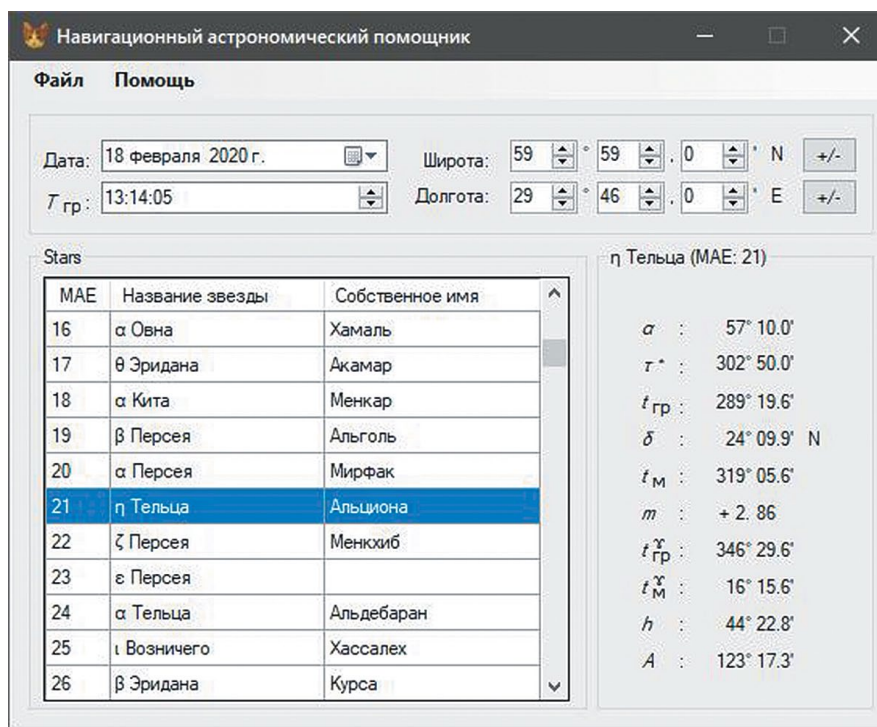 Навигационный астрономический помощник
Файл Помощь
Дата: 18 февраля 2020 г. Широта: 59 ° 59 . 0 ' N +/-
T гр : 13:14:05 Долгота: 29 ° 46 . 0 ' E +/-
Stars
МАЕ Название звезды Собственное имя
16 α Овна Хамаль
17 θ Эридана Акамар
18 α Кита Менкар
19 β Персея Альголь
20 α Персея Мирфак
21 η Тельца Альциона
22 ζ Персея Менкхиб
23 ε Персея
24 α Тельца Альдебаран
25 ι Возничего Хассалех
26 β Эридана Курса
η Тельца (МАЕ: 21)
α : 57° 10.0'
τ* : 302° 50.0'
t гр : 289° 19.6'
δ : 24° 09.9' N
t м : 319° 05.6'
m : + 2. 86
t ♈ гр : 346° 29.6'
t ♈ м : 16° 15.6'
h : 44° 22.8'
A : 123° 17.3'